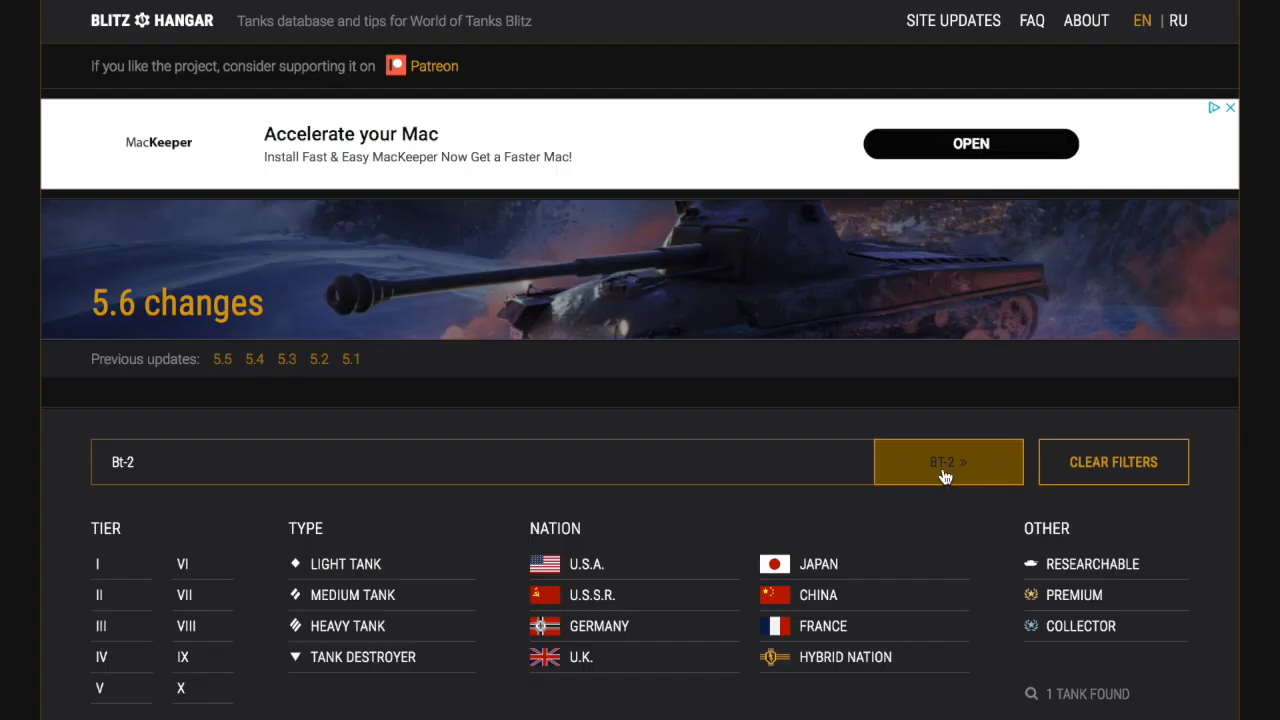 BLITZ HANGAR Tanks database and tips for World of Tanks Blitz SITE UPDATES FAQ ABOUT EN | RU
If you like the project, consider supporting it on Patreon
MacKeeper
Accelerate your Mac
Install Fast & Easy MacKeeper Now Get a Faster Mac!
OPEN
5.6 changes
Previous updates: 5.5 5.4 5.3 5.2 5.1
Bt-2 BT-2 » CLEAR FILTERS
TIER TYPE NATION OTHER
I VI LIGHT TANK U.S.A. JAPAN RESEARCHABLE
II VII MEDIUM TANK U.S.S.R. CHINA PREMIUM
III VIII HEAVY TANK GERMANY FRANCE COLLECTOR
IV IX TANK DESTROYER U.K. HYBRID NATION
V X 1 TANK FOUND